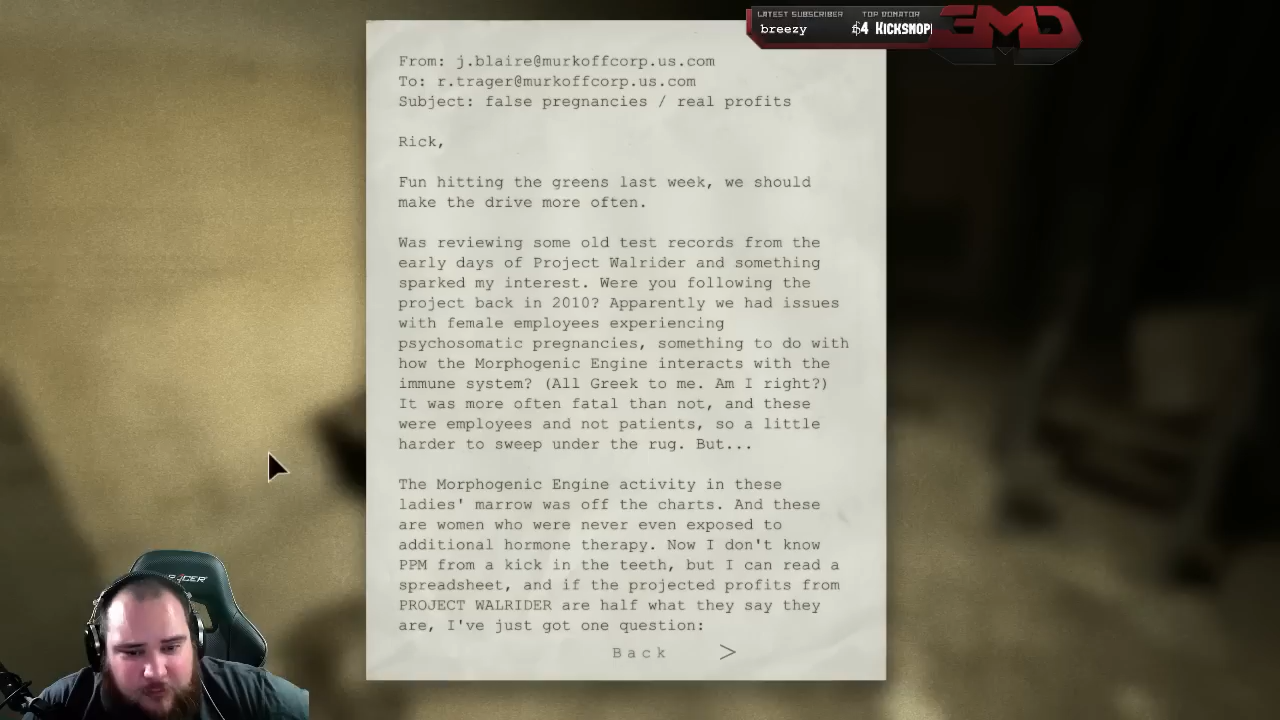 LATEST SUBSCRIBER TOP DONATOR
breezy $4 KICKSNOP
3MD
From: j.blaire@murkoffcorp.us.com
To: r.trager@murkoffcorp.us.com
Subject: false pregnancies / real profits
Rick,
Fun hitting the greens last week, we should
make the drive more often.
Was reviewing some old test records from the
early days of Project Walrider and something
sparked my interest. Were you following the
project back in 2010? Apparently we had issues
with female employees experiencing
psychosomatic pregnancies, something to do with
how the Morphogenic Engine interacts with the
immune system? (All Greek to me. Am I right?)
It was more often fatal than not, and these
were employees and not patients, so a little
harder to sweep under the rug. But...
The Morphogenic Engine activity in these
ladies' marrow was off the charts. And these
are women who were never even exposed to
additional hormone therapy. Now I don't know
PPM from a kick in the teeth, but I can read a
spreadsheet, and if the projected profits from
PROJECT WALRIDER are half what they say they
are, I've just got one question:
Back >